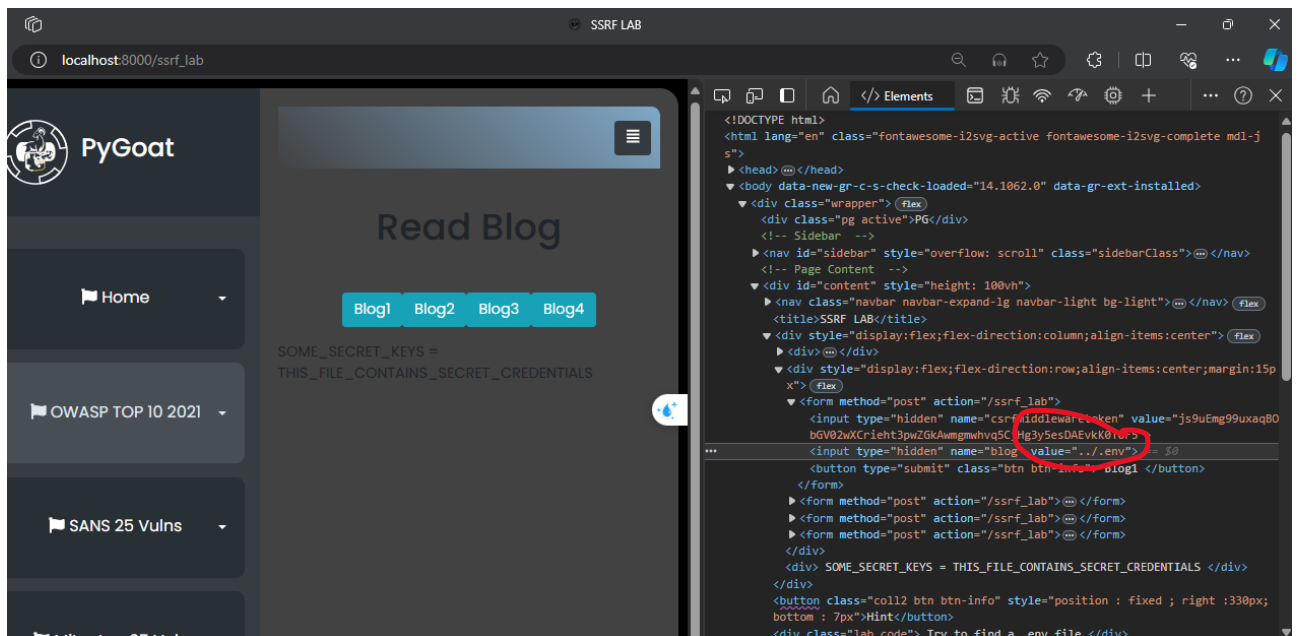 SSRF LAB
localhost:8000/ssrf_lab
PyGoat
Home
OWASP TOP 10 2021
SANS 25 Vulns
Read Blog
Blog1 Blog2 Blog3 Blog4
SOME_SECRET_KEYS =
THIS_FILE_CONTAINS_SECRET_CREDENTIALS
</> Elements
<!DOCTYPE html>
<html lang="en" class="fontawesome-i2svg-active fontawesome-i2svg-complete mdl-j
s">
<head> ... </head>
<body data-new-gr-c-s-check-loaded="14.1062.0" data-gr-ext-installed>
<div class="wrapper"> flex
<div class="pg active">PG</div>
<!-- Sidebar -->
<nav id="sidebar" style="overflow: scroll" class="sidebarClass"> ... </nav>
<!-- Page Content -->
<div id="content" style="height: 100vh">
<nav class="navbar navbar-expand-lg navbar-light bg-light"> ... </nav> flex
<title>SSRF LAB</title>
<div style="display:flex;flex-direction:column;align-items:center"> flex
<div> ... </div>
<div style="display:flex;flex-direction:row;align-items:center;margin:15p
x"> flex
<form method="post" action="/ssrf_lab">
<input type="hidden" name="csrfmiddlewaretoken" value="js9uEmg99uxaqBO
<input type="hidden" name="blog" value="../.env"> == $0
<button type="submit" class="btn btn-info"> blog1 </button>
</form>
<form method="post" action="/ssrf_lab"> ... </form>
<form method="post" action="/ssrf_lab"> ... </form>
<form method="post" action="/ssrf_lab"> ... </form>
</div>
<div> SOME_SECRET_KEYS = THIS_FILE_CONTAINS_SECRET_CREDENTIALS </div>
</div>
<button class="coll2 btn btn-info" style="position : fixed ; right :330px;
bottom : 7px">Hint</button>
<div class="lab code"> Try to find a .env file </div>